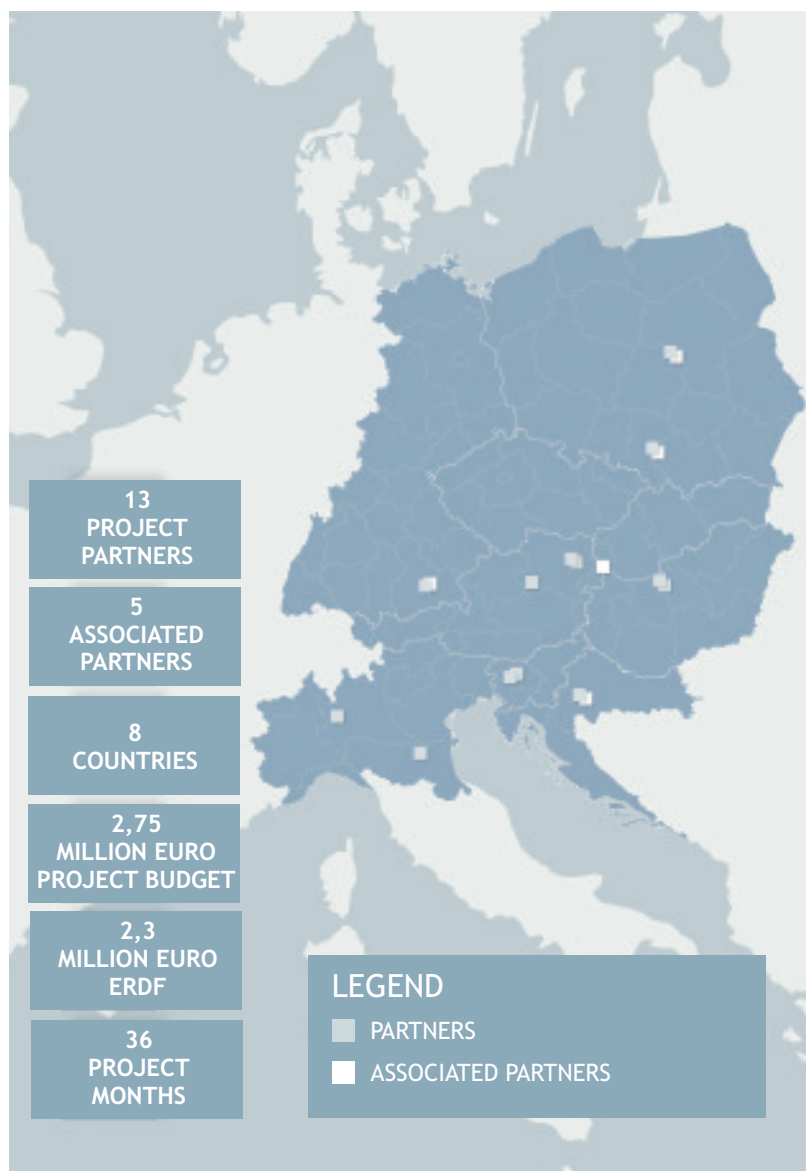 13
PROJECT
PARTNERS
5
ASSOCIATED
PARTNERS
8
COUNTRIES
2,75
MILLION EURO
PROJECT BUDGET
2,3
MILLION EURO
ERDF
36
PROJECT
MONTHS
LEGEND
PARTNERS
ASSOCIATED PARTNERS